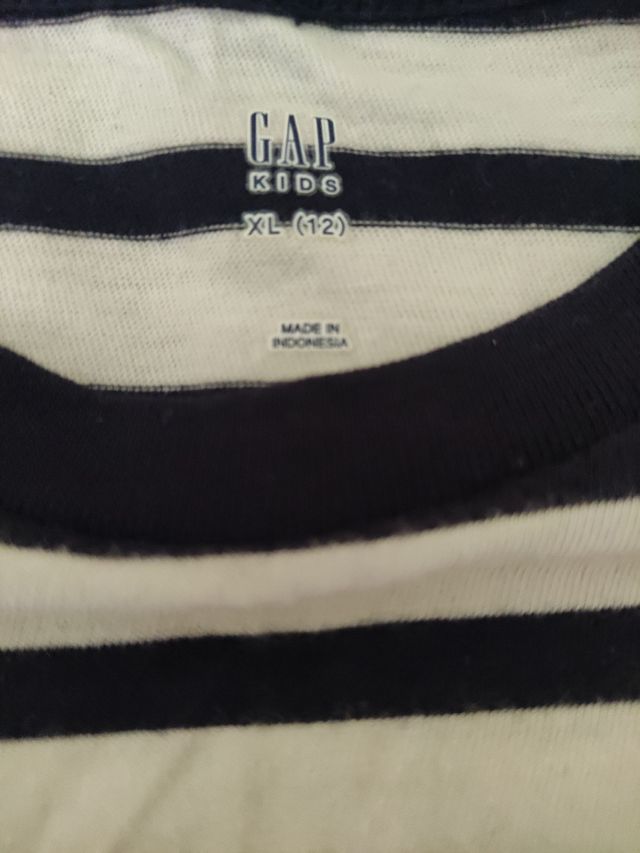 GAP
KIDS
XL (12)
MADE IN
INDONESIA